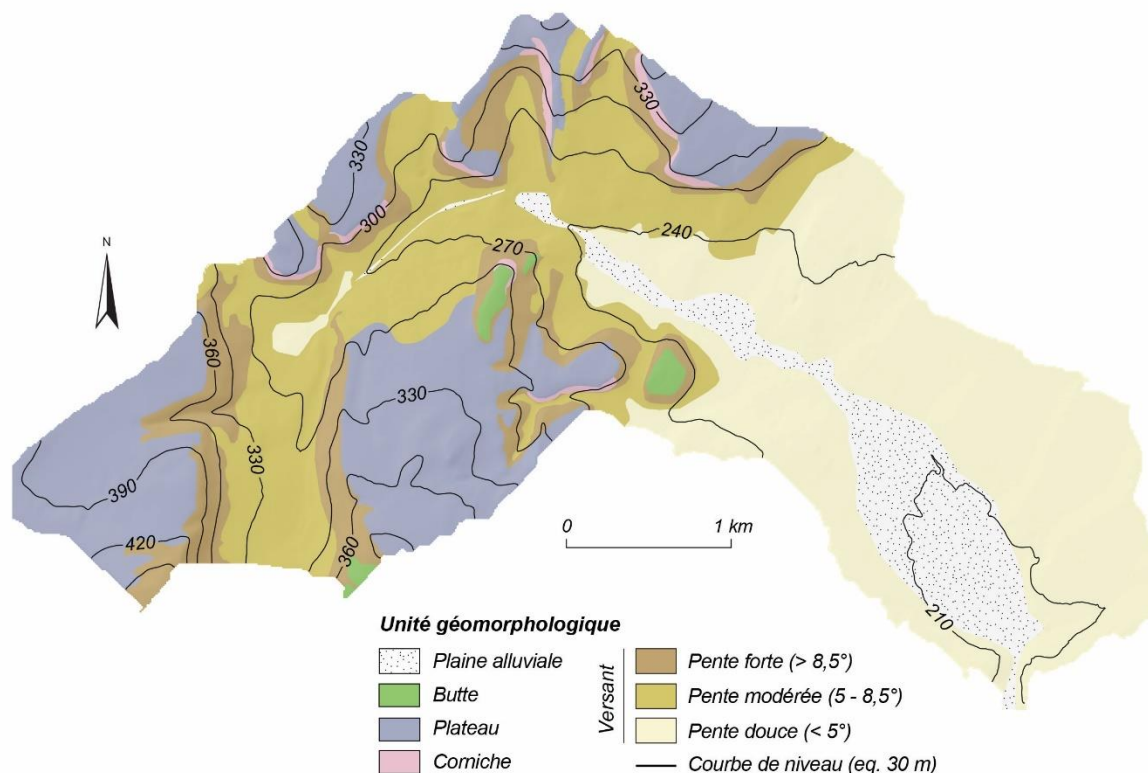 330
330
330
300
240
N
270
360
330
330
390
420
360
210
0 1 km
Unité géomorphologique
Plaine alluviale
Butte
Plateau
Corniche
Versant
Pente forte (> 8,5°)
Pente modérée (5 - 8,5°)
Pente douce (< 5°)
Courbe de niveau (eq. 30 m)